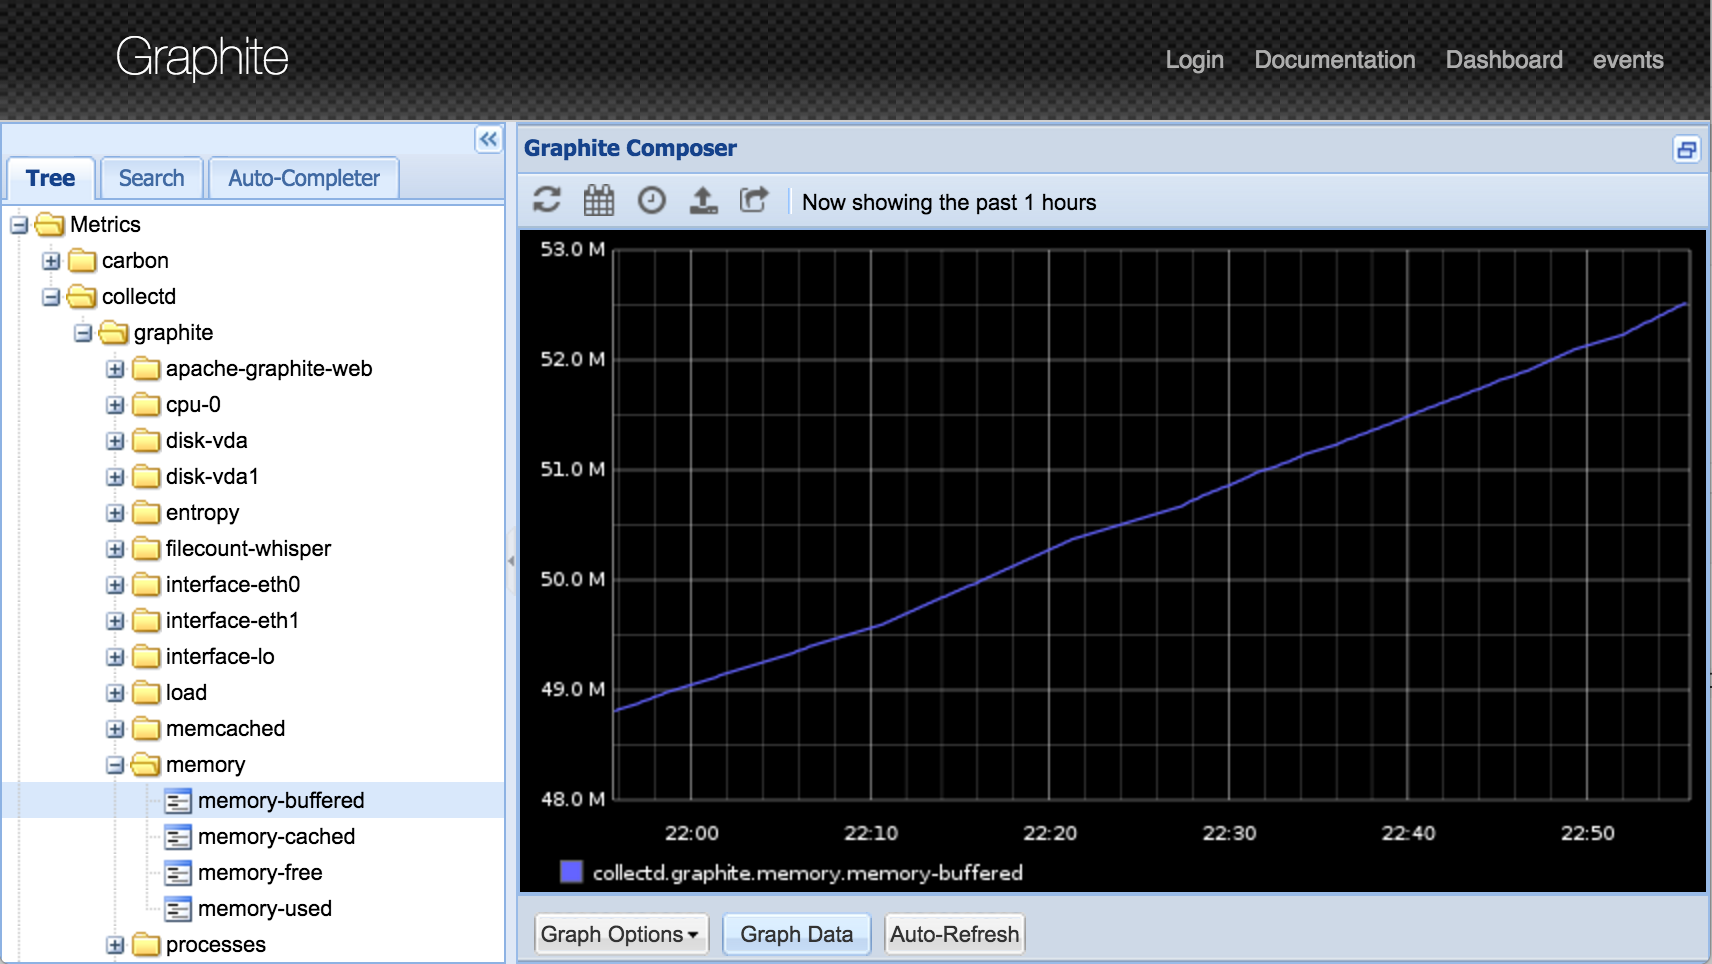 Graphite
Login Documentation Dashboard events
Tree Search Auto-Completer
Metrics
carbon
collectd
graphite
apache-graphite-web
cpu-0
disk-vda
disk-vda1
entropy
filecount-whisper
interface-eth0
interface-eth1
interface-lo
load
memcached
memory
memory-buffered
memory-cached
memory-free
memory-used
processes
Graphite Composer
Now showing the past 1 hours
53.0 M
52.0 M
51.0 M
50.0 M
49.0 M
48.0 M
22:00 22:10 22:20 22:30 22:40 22:50
collectd.graphite.memory.memory-buffered
Graph Options Graph Data Auto-Refresh